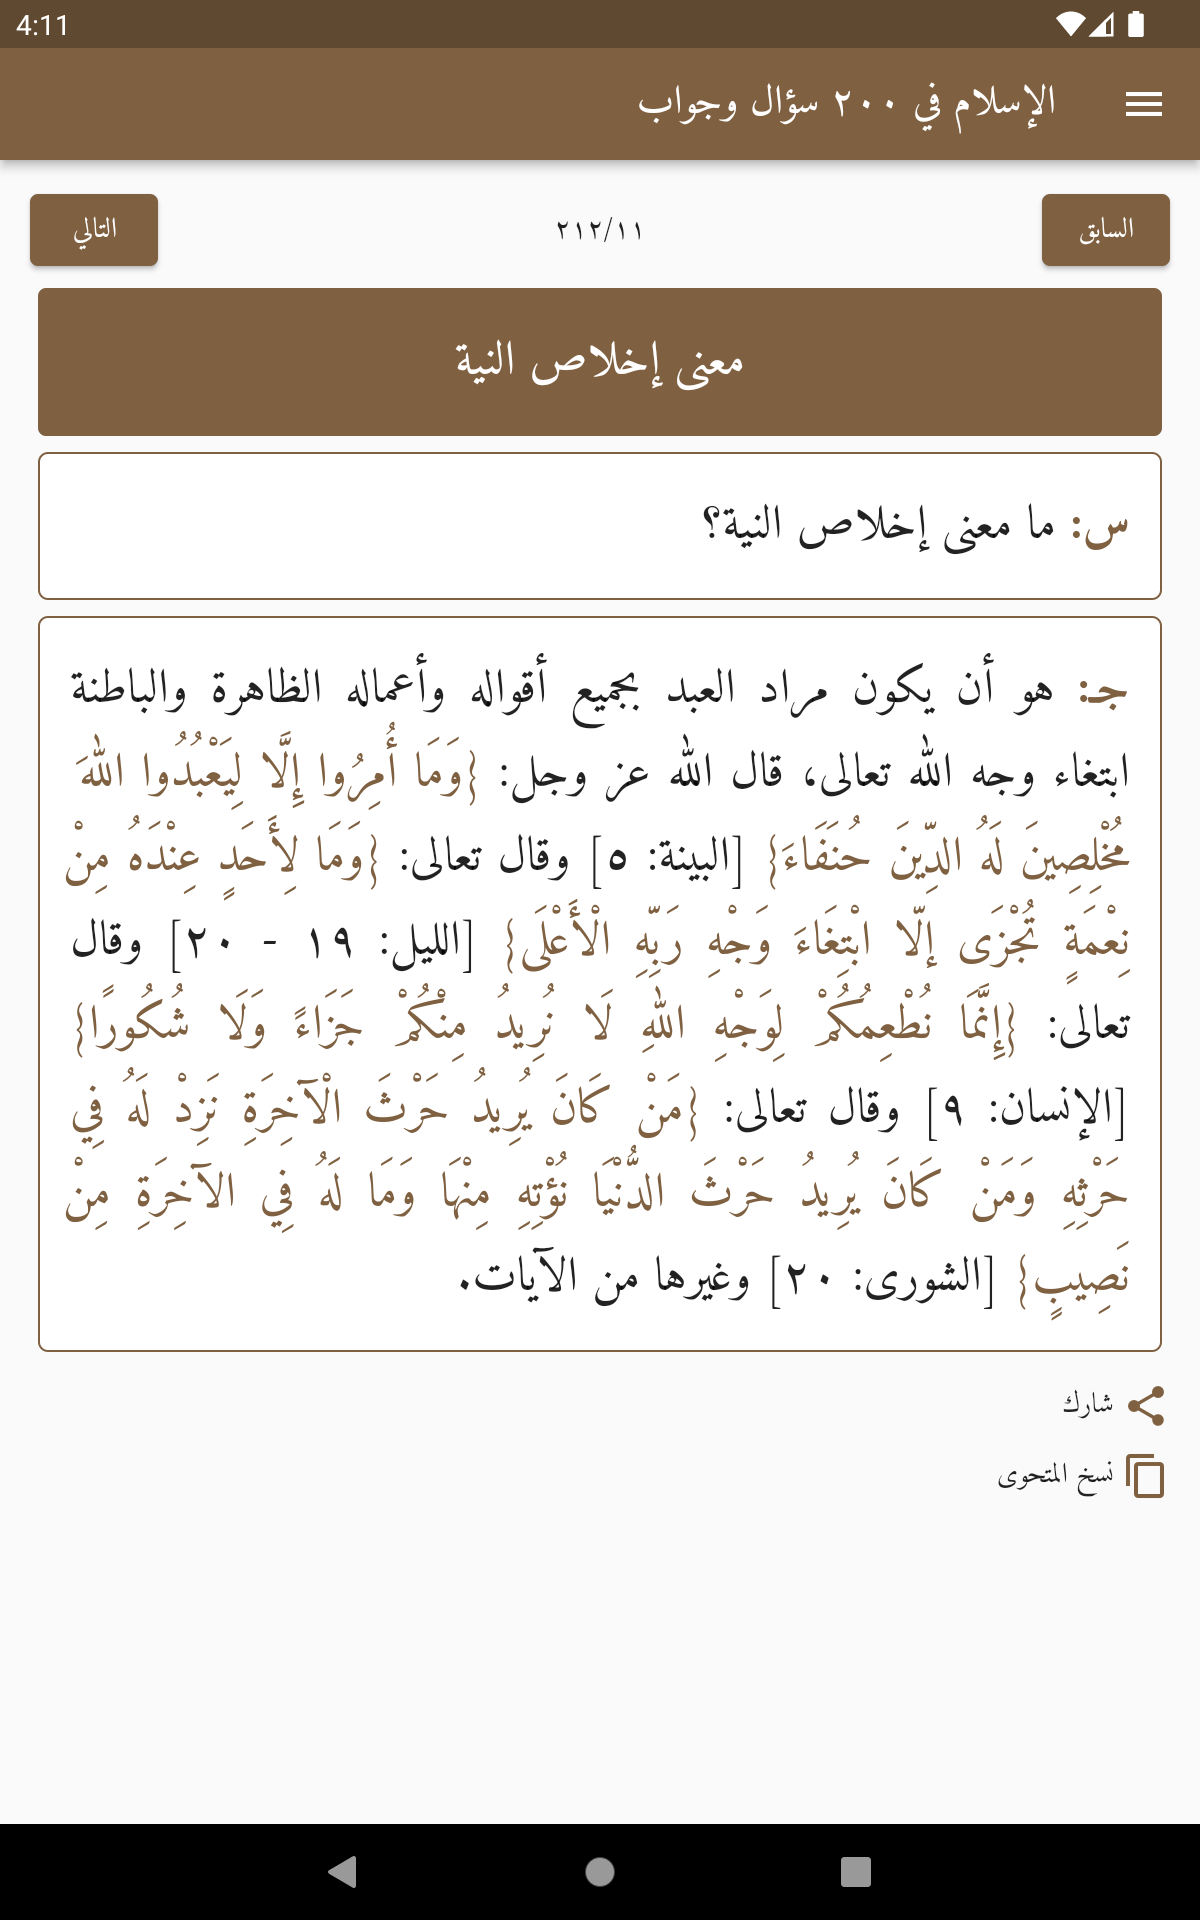 4:11
الإسلام في ٢٠٠ سؤال وجواب
السابق
٢١٢/١١
التالي
معنى إخلاص النية
س: ما معنى إخلاص النية؟
جـ: هو أن يكون مراد العبد بجميع أقواله وأعماله الظاهرة والباطنة
ابتغاء وجه الله تعالى، قال الله عز وجل: {وَمَا أُمِرُوا إِلَّا لِيَعْبُدُوا اللهَ
مُخْلِصِينَ لَهُ الدِّينَ حُنَفَاءَ} [البينة: ٥] وقال تعالى: {وَمَا لِأَحَدٍ عِنْدَهُ مِنْ
نِعْمَةٍ تُجْزَى إِلّا ابْتِغَاءَ وَجْهِ رَبِّهِ الْأَعْلَى} [الليل: ١٩ - ٢٠] وقال
تعالى: {إِنَّمَا نُطْعِمُكُمْ لِوَجْهِ اللهِ لَا نُرِيدُ مِنْكُمْ جَزَاءً وَلَا شُكُورًا}
[الإنسان: ٩] وقال تعالى: {مَنْ كَانَ يُرِيدُ حَرْثَ الْآخِرَةِ نَزِدْ لَهُ فِي
حَرْثِهِ وَمَنْ كَانَ يُرِيدُ حَرْثَ الدُّنْيَا نُؤْتِهِ مِنْهَا وَمَا لَهُ فِي الآخِرَةِ مِنْ
نَصِيبٍ} [الشورى: ٢٠] وغيرها من الآيات.
شارك
نسخ المتحوى